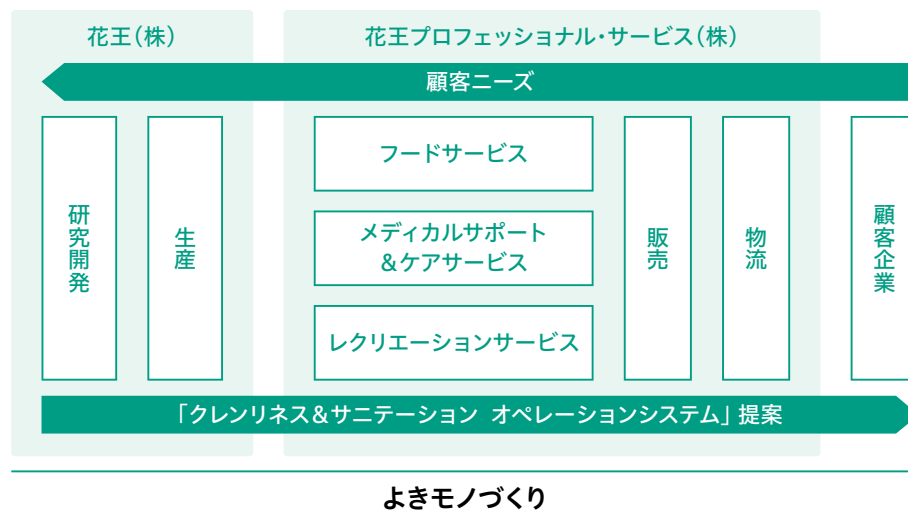 花王(株)
花王プロフェッショナル・サービス(株)
顧客ニーズ
研究開発
生産
フードサービス
メディカルサポート
&ケアサービス
レクリエーションサービス
販売
物流
顧客企業
「クレンリネス&サニテーション オペレーションシステム」提案
よきモノづくり